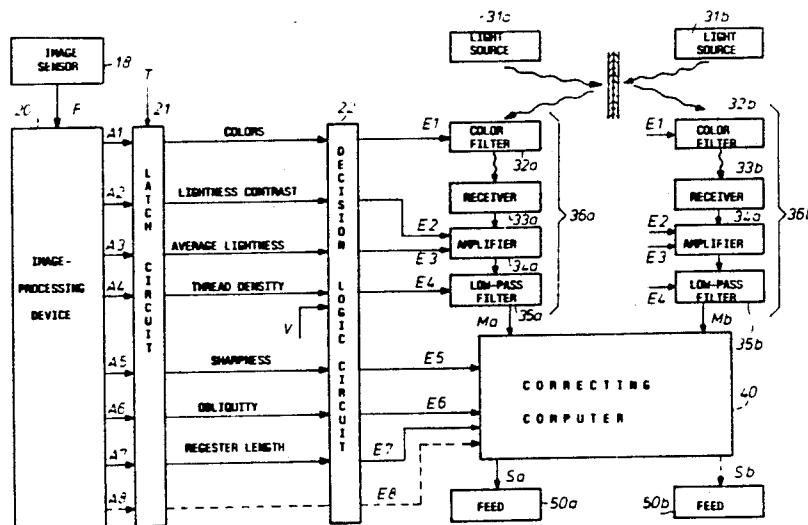 31a
31b
IMAGE
SENSOR
18
LIGHT
SOURCE
LIGHT
SOURCE
T
20
F
21
22
32b
A1
COLORS
E1
COLOR
FILTER
E1
COLOR
FILTER
32a
33b
A2
LIGHTNESS CONTRAST
RECEIVER
36a
RECEIVER
36b
33a
34a
E2
E2
A3
AVERAGE LIGHTNESS
E3
AMPLIFIER
E3
AMPLIFIER
34a
A4
THREAD DENSITY
E4
LOW-PASS
FILTER
E4
LOW-PASS
FILTER
35a
IMAGE-
PROCESSING
DEVICE
LATCH CIRCUIT
DECISION LOGIC CIRCUIT
V
Ma
Mb
35b
A5
SHARPNESS
E5
CORRECTING
COMPUTER
40
A6
OBLIQUITY
E6
A7
REGESTER LENGTH
E7
A8
E8
Sa
Sb
FEED
50a
50b
FEED